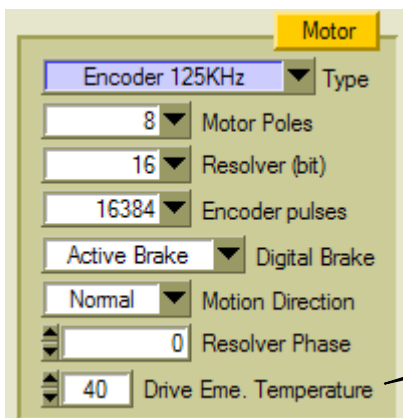 Motor
Encoder 125KHz Type
8 Motor Poles
16 Resolver (bit)
16384 Encoder pulses
Active Brake Digital Brake
Normal Motion Direction
0 Resolver Phase
40 Drive Eme. Temperature